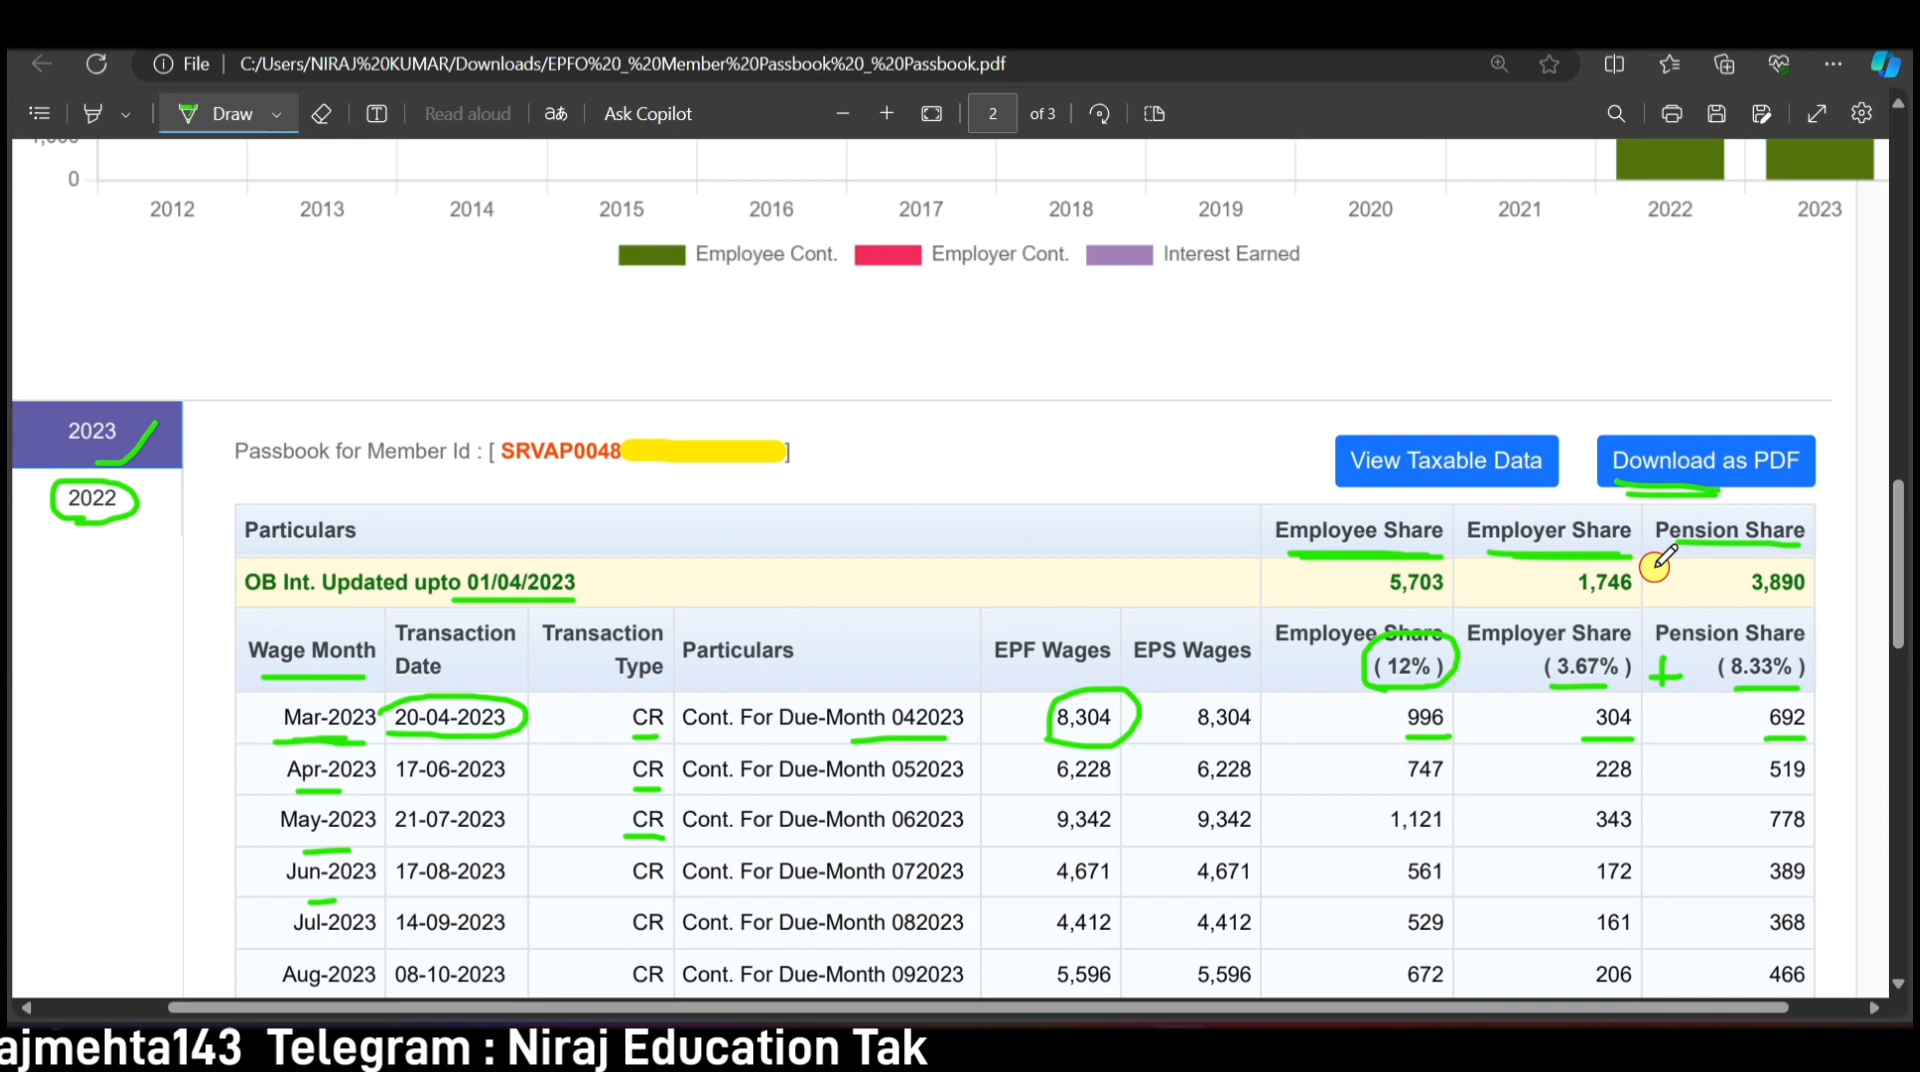 File C:/Users/NIRAJ%20KUMAR/Downloads/EPFO%20_%20Member%20Passbook%20_%20Passbook.pdf
Draw Read aloud aあ Ask Copilot 2 of 3
0
2012 2013 2014 2015 2016 2017 2018 2019 2020 2021 2022 2023
Employee Cont. Employer Cont. Interest Earned
2023
2022
Passbook for Member Id : [ SRVAP0048 ]
View Taxable Data Download as PDF
Particulars Employee Share Employer Share Pension Share
OB Int. Updated upto 01/04/2023 5,703 1,746 3,890
Wage Month Transaction Date Transaction Type Particulars EPF Wages EPS Wages Employee Share ( 12% ) Employer Share ( 3.67% ) + Pension Share ( 8.33% )
Mar-2023 20-04-2023 CR Cont. For Due-Month 042023 8,304 8,304 996 304 692
Apr-2023 17-06-2023 CR Cont. For Due-Month 052023 6,228 6,228 747 228 519
May-2023 21-07-2023 CR Cont. For Due-Month 062023 9,342 9,342 1,121 343 778
Jun-2023 17-08-2023 CR Cont. For Due-Month 072023 4,671 4,671 561 172 389
Jul-2023 14-09-2023 CR Cont. For Due-Month 082023 4,412 4,412 529 161 368
Aug-2023 08-10-2023 CR Cont. For Due-Month 092023 5,596 5,596 672 206 466
ajmehta143 Telegram : Niraj Education Tak